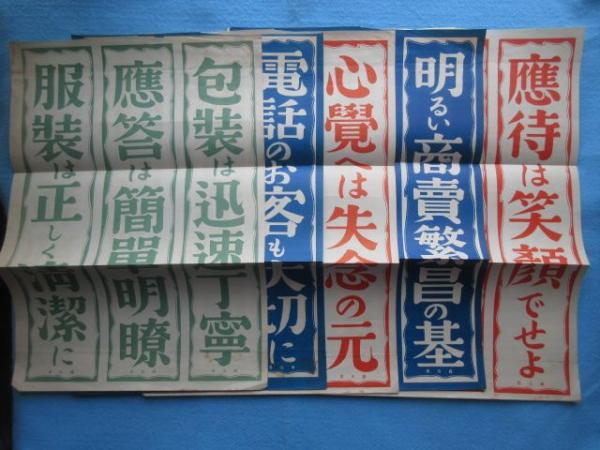 應待は笑顔でせよ
明るい商賣繁昌の基
心覺へは失念の元
電話のお客も大切に
包装は迅速丁寧
應答は簡單明瞭
服装は正しく清潔に